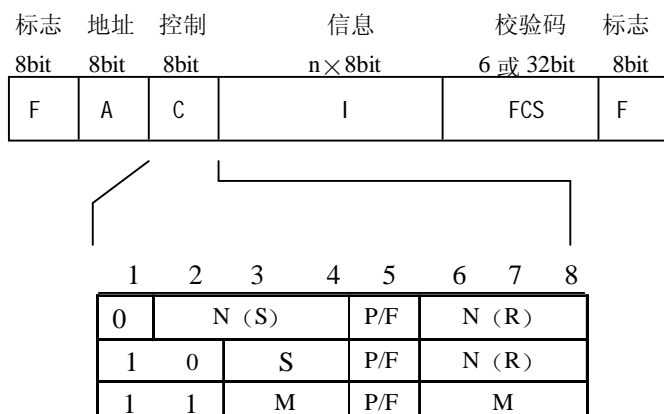 标志 地址 控制 信息 校验码 标志
8bit 8bit 8bit n×8bit 6 或 32bit 8bit
F A C I FCS F
1 2 3 4 5 6 7 8
0 N（S） P/F N（R）
1 0 S P/F N（R）
1 1 M P/F M